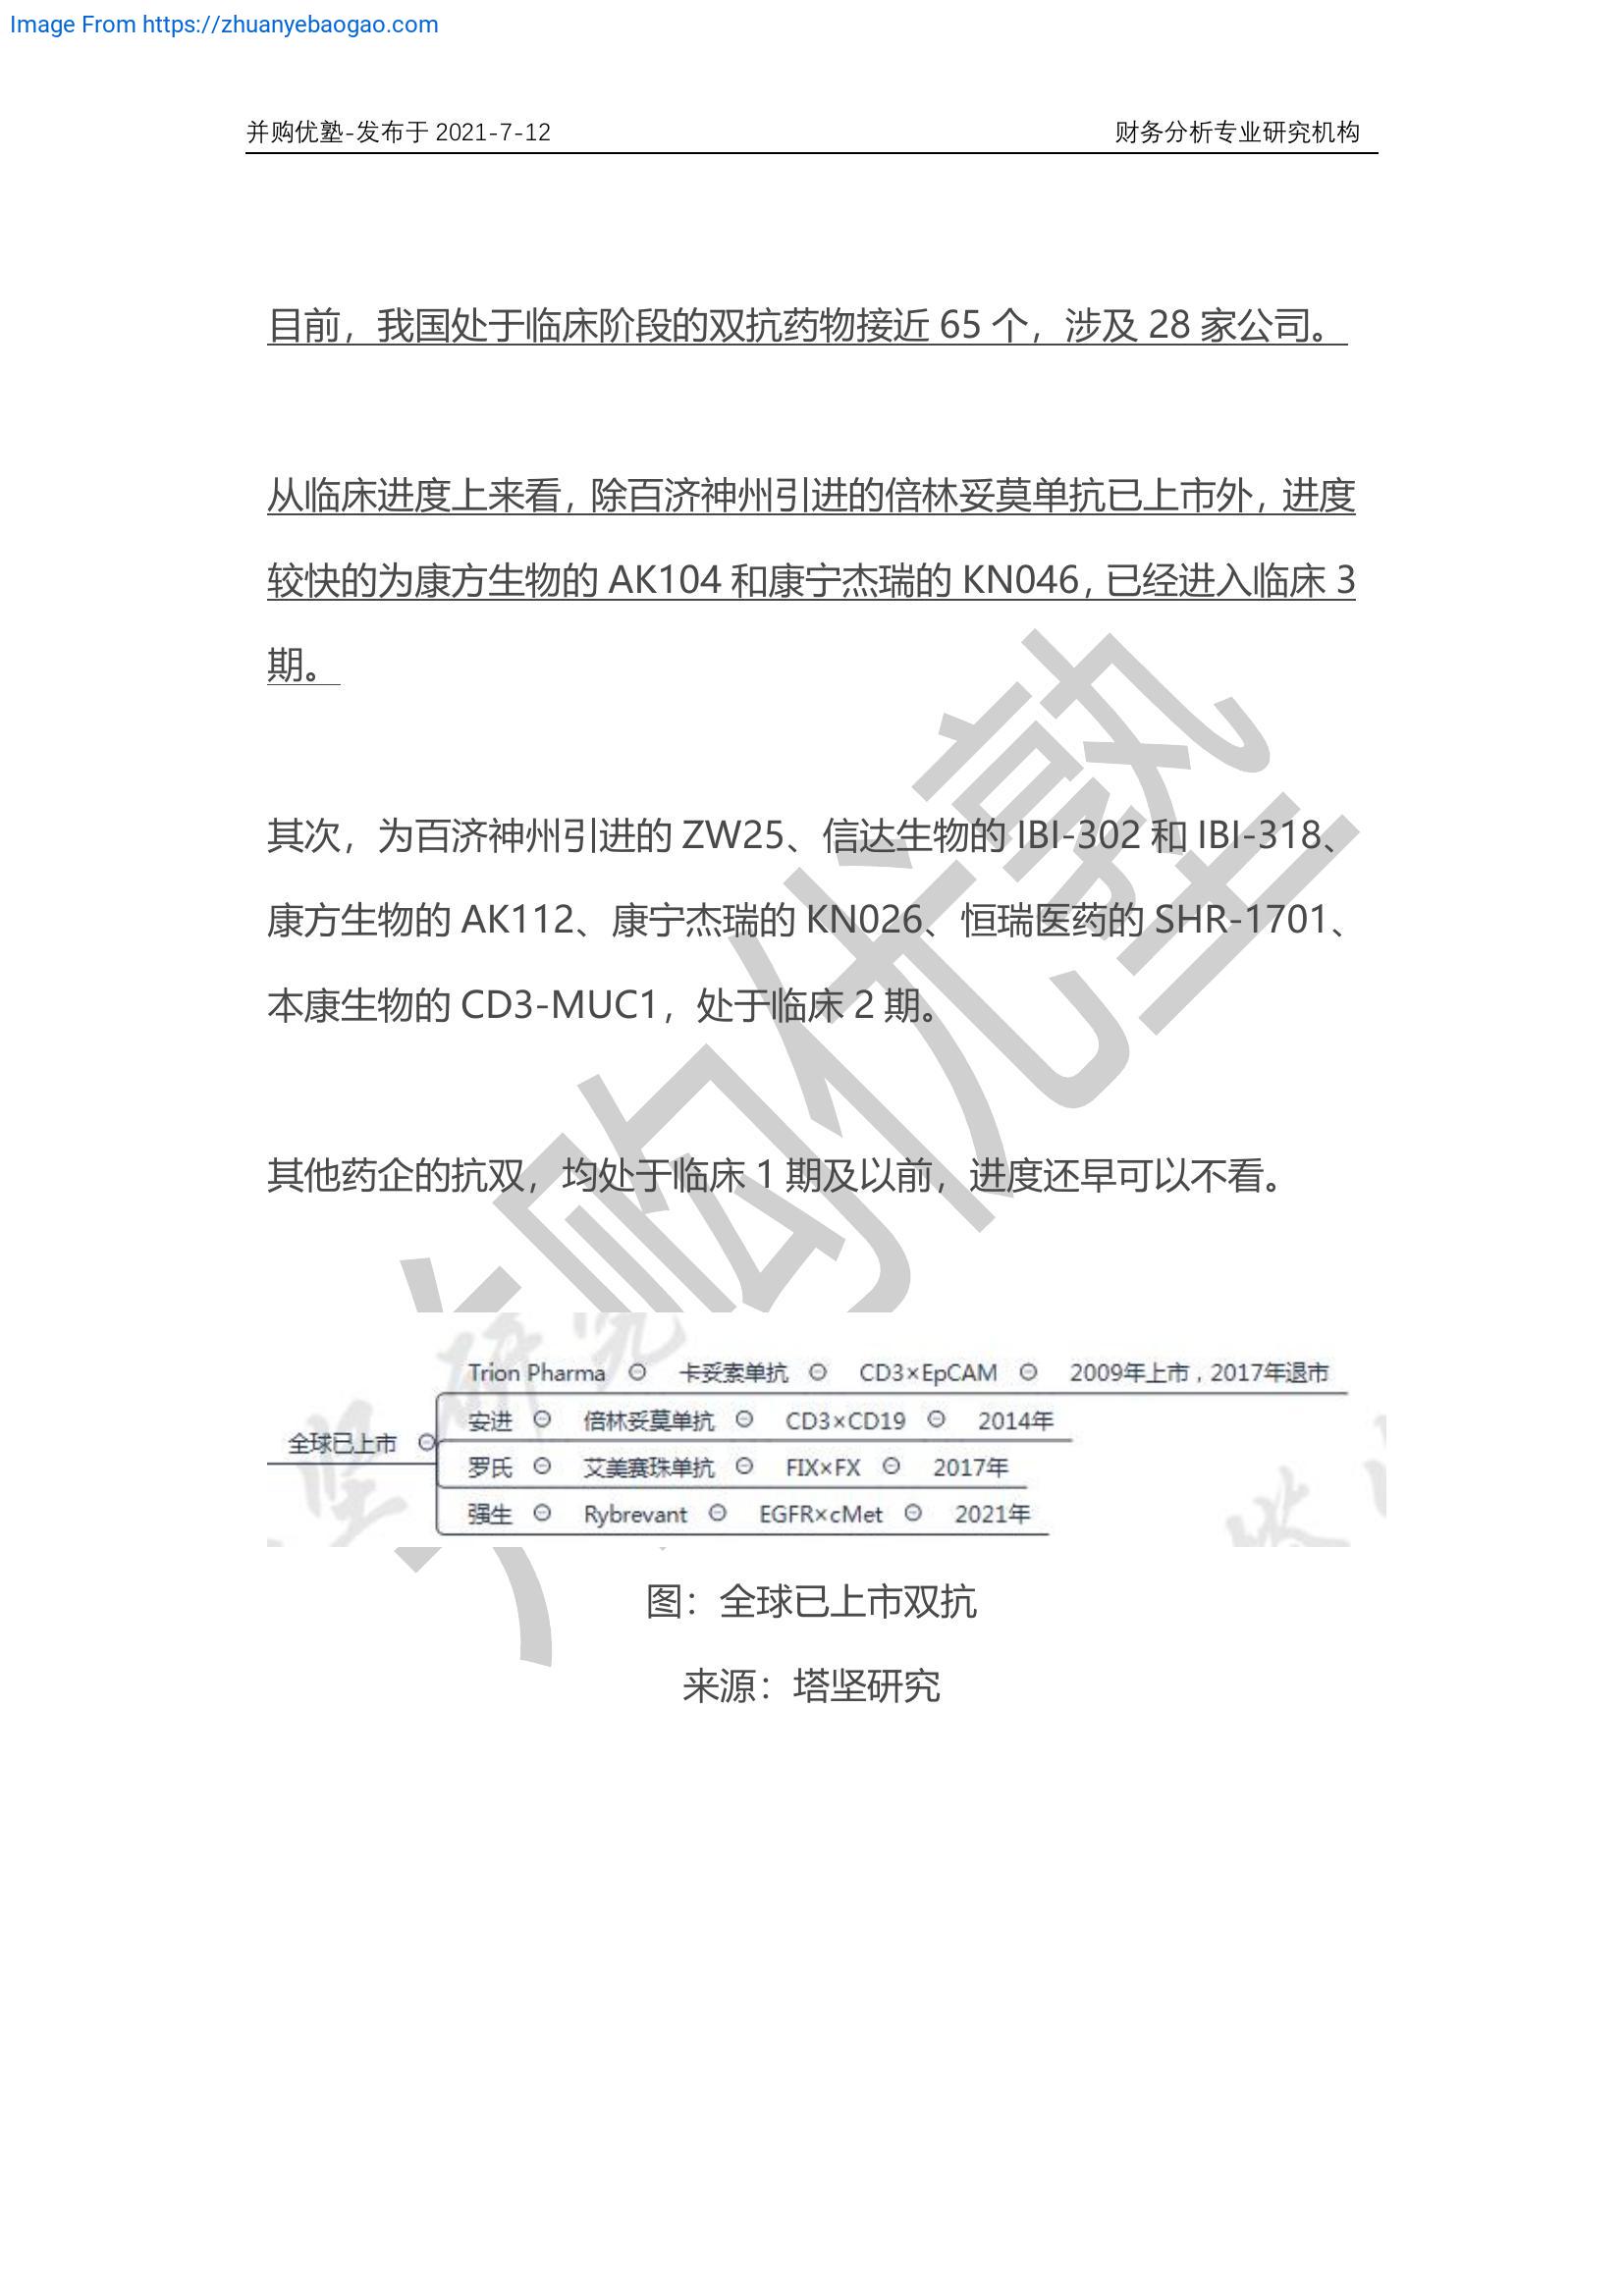 Image From https://zhuanyebaogao.com
并购优塾-发布于 2021-7-12 财务分析专业研究机构
目前，我国处于临床阶段的双抗药物接近 65 个，涉及 28 家公司。
从临床进度上来看，除百济神州引进的倍林妥莫单抗已上市外，进度
较快的为康方生物的 AK104 和康宁杰瑞的 KN046，已经进入临床 3
期。
其次，为百济神州引进的 ZW25、信达生物的 IBI-302 和 IBI-318、
康方生物的 AK112、康宁杰瑞的 KN026、恒瑞医药的 SHR-1701、
本康生物的 CD3-MUC1，处于临床 2 期。
其他药企的抗双，均处于临床 1 期及以前，进度还早可以不看。
Trion Pharma 卡妥索单抗 CD3×EpCAM 2009年上市，2017年退市
安进 倍林妥莫单抗 CD3×CD19 2014年
全球已上市
罗氏 艾美赛珠单抗 FIX×FX 2017年
强生 Rybrevant EGFR×cMet 2021年
图：全球已上市双抗
来源：塔坚研究
购优塾
坚研究